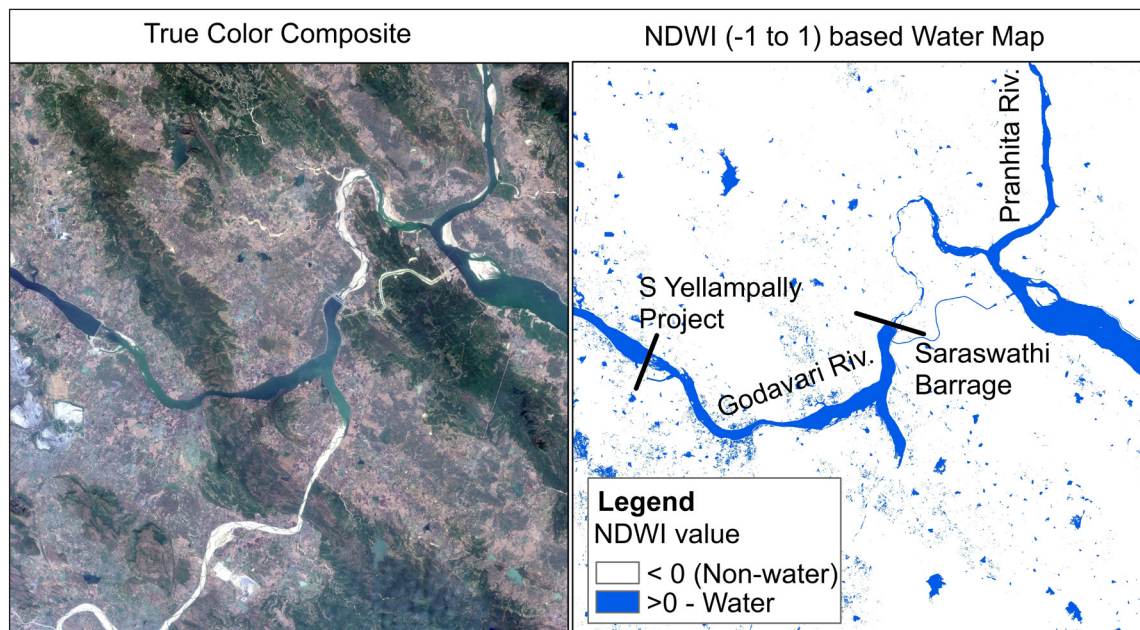 True Color Composite
NDWI (-1 to 1) based Water Map
Pranhita Riv.
S Yellampally
Project
Godavari Riv.
Saraswathi
Barrage
Legend
NDWI value
< 0 (Non-water)
>0 - Water